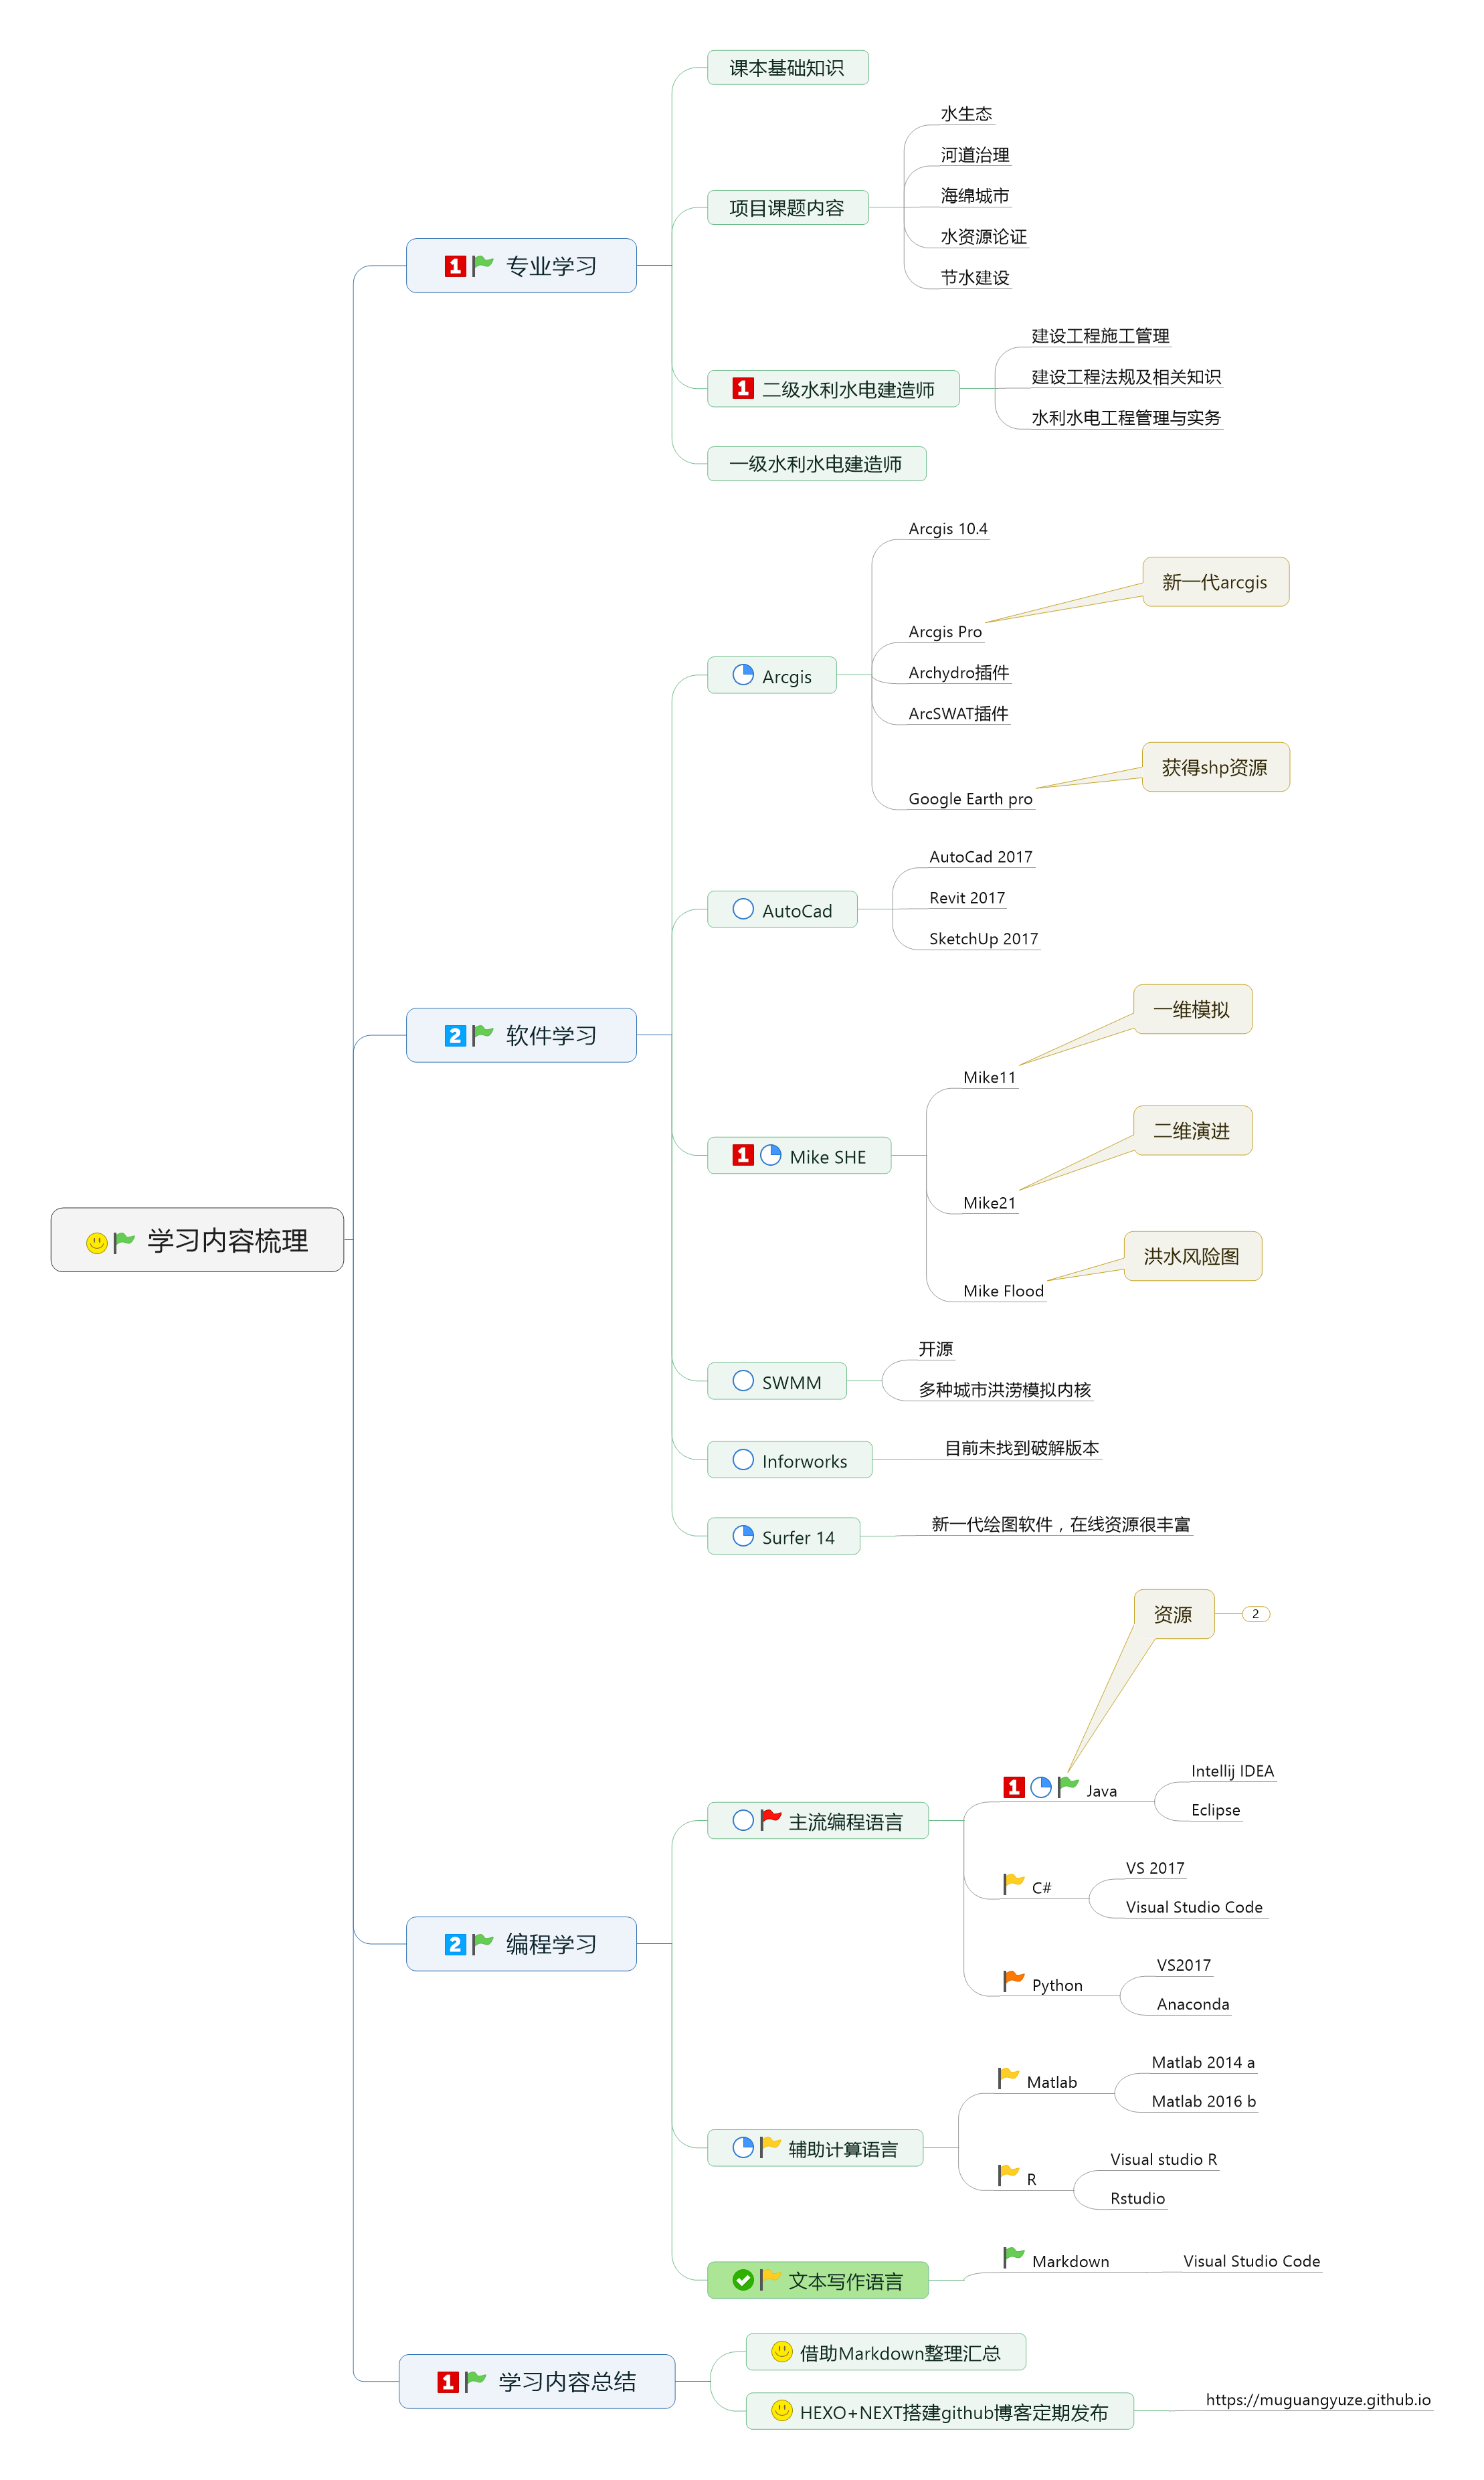 课本基础知识
水生态
河道治理
项目课题内容
海绵城市
水资源论证
1 专业学习
节水建设
建设工程施工管理
1 二级水利水电建造师
建设工程法规及相关知识
水利水电工程管理与实务
一级水利水电建造师
Arcgis 10.4
新一代arcgis
Arcgis Pro
Arcgis
Archydro插件
ArcSWAT插件
获得shp资源
Google Earth pro
AutoCad 2017
AutoCad
Revit 2017
SketchUp 2017
2 软件学习
一维模拟
Mike11
1 Mike SHE
二维演进
Mike21
学习内容梳理
洪水风险图
Mike Flood
开源
SWMM
多种城市洪涝模拟内核
Inforworks
目前未找到破解版本
Surfer 14
新一代绘图软件，在线资源很丰富
资源
2
1 Java
Intellij IDEA
Eclipse
主流编程语言
C#
VS 2017
Visual Studio Code
2 编程学习
Python
VS2017
Anaconda
Matlab
Matlab 2014 a
Matlab 2016 b
辅助计算语言
R
Visual studio R
Rstudio
文本写作语言
Markdown
Visual Studio Code
1 学习内容总结
借助Markdown整理汇总
HEXO+NEXT搭建github博客定期发布
https://muguangyuze.github.io